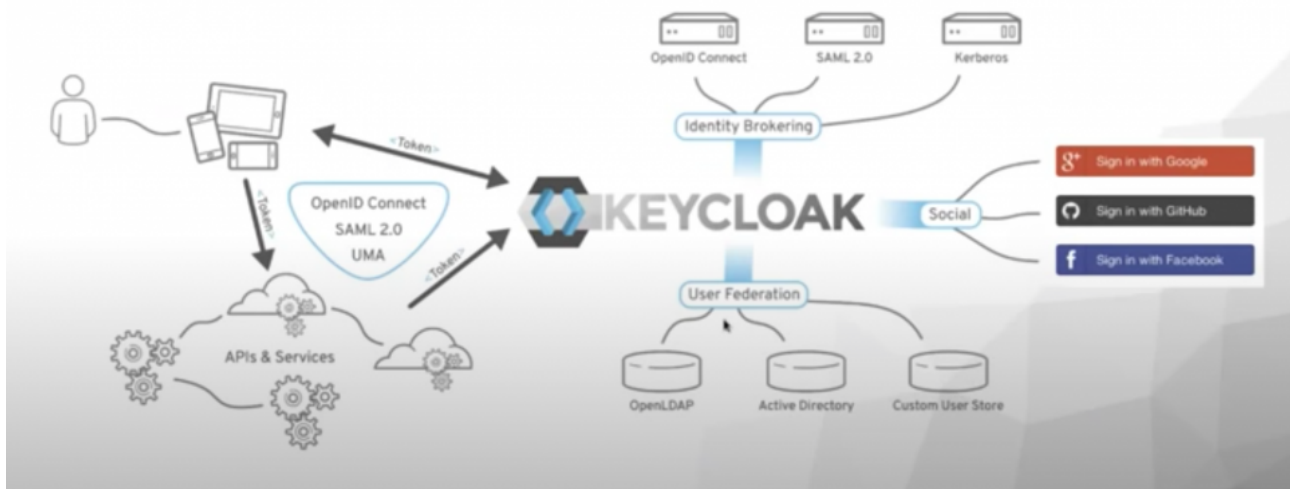 OpenID Connect
SAML 2.0
Kerberos
Identity Brokering
<Token>
<Token>
OpenID Connect
SAML 2.0
UMA
<Token>
KEYCLOAK
Social
g+ Sign in with Google
Sign in with GitHub
f Sign in with Facebook
User Federation
APIs & Services
OpenLDAP
Active Directory
Custom User Store